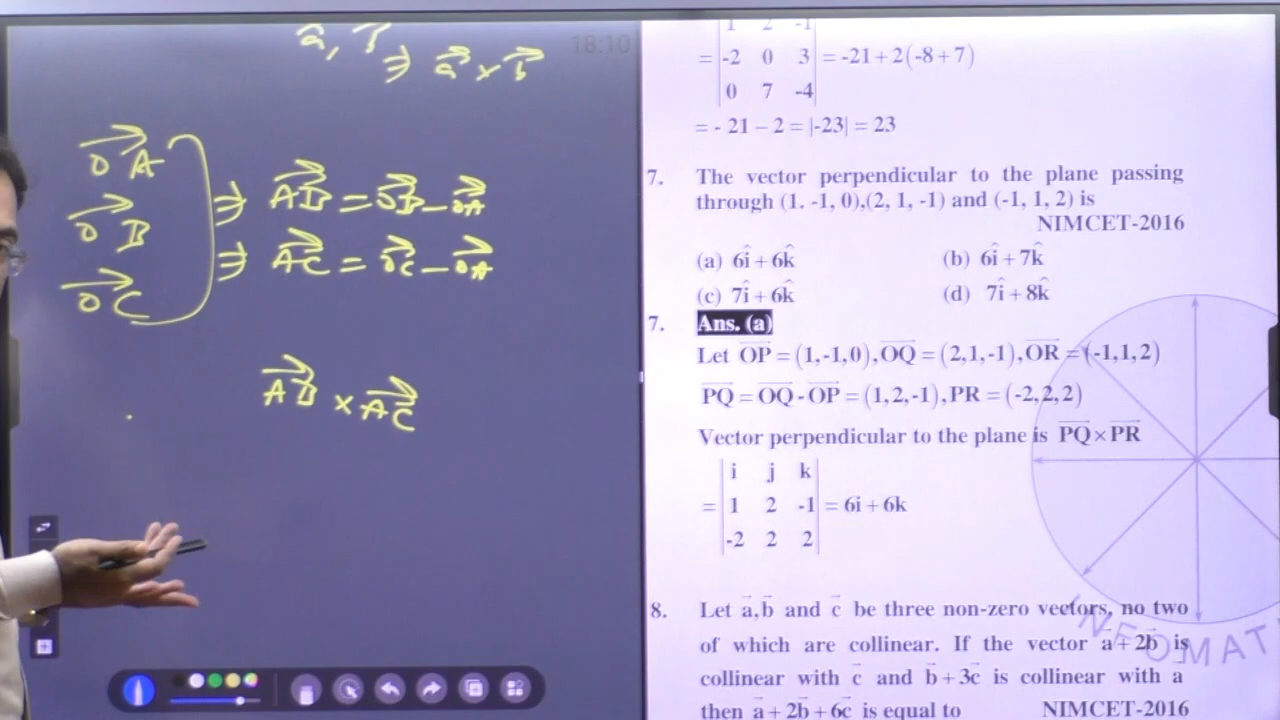 a⃗, b⃗
⇒ a⃗ × b⃗
18:10
OA⃗
OB⃗
OC⃗
⇒ AB⃗ = OB⃗ - OA⃗
⇒ AC⃗ = OC⃗ - OA⃗
AB⃗ × AC⃗
1 2 -1
= |-2 0 3| = -21 + 2(-8 + 7)
0 7 -4
= - 21 – 2 = |-23| = 23
7. The vector perpendicular to the plane passing
through (1. -1, 0),(2, 1, -1) and (-1, 1, 2) is
NIMCET-2016
(a) 6î + 6k̂ (b) 6î + 7k̂
(c) 7î + 6k̂ (d) 7î + 8k̂
7. Ans. (a)
Let OP⃗ = (1,-1,0), OQ⃗ = (2,1,-1), OR⃗ = (-1,1,2)
PQ⃗ = OQ⃗ - OP⃗ = (1,2,-1), PR = (-2,2,2)
Vector perpendicular to the plane is PQ⃗ × PR⃗
i j k
= |1 2 -1| = 6i + 6k
-2 2 2
8. Let a⃗, b⃗ and c⃗ be three non-zero vectors, no two
of which are collinear. If the vector a⃗ + 2b⃗ is
collinear with c⃗ and b⃗ + 3c⃗ is collinear with a
then a⃗ + 2b⃗ + 6c⃗ is equal to NIMCET-2016
INFOMAT